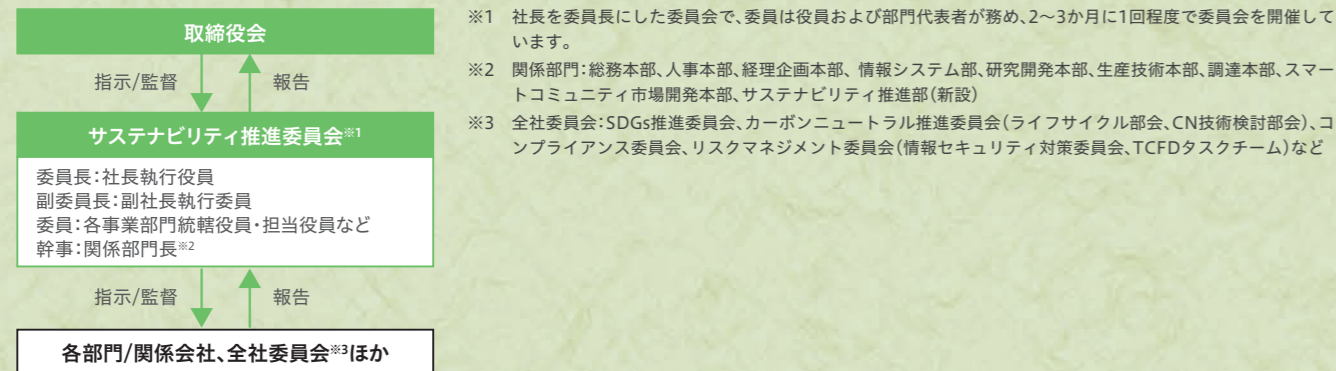 取締役会
指示/監督
報告
サステナビリティ推進委員会※1
委員長：社長執行役員
副委員長：副社長執行委員
委員：各事業部門統轄役員・担当役員など
幹事：関係部門長※2
指示/監督
報告
各部門/関係会社、全社委員会※3ほか
※1 社長を委員長にした委員会で、委員は役員および部門代表者が務め、2〜3か月に1回程度で委員会を開催して
います。
※2 関係部門：総務本部、人事本部、経理企画本部、情報システム部、研究開発本部、生産技術本部、調達本部、スマー
トコミュニティ市場開発本部、サステナビリティ推進部（新設）
※3 全社委員会：SDGs推進委員会、カーボンニュートラル推進委員会（ライフサイクル部会、CN技術検討部会）、コ
ンプライアンス委員会、リスクマネジメント委員会（情報セキュリティ対策委員会、TCFDタスクチーム）など